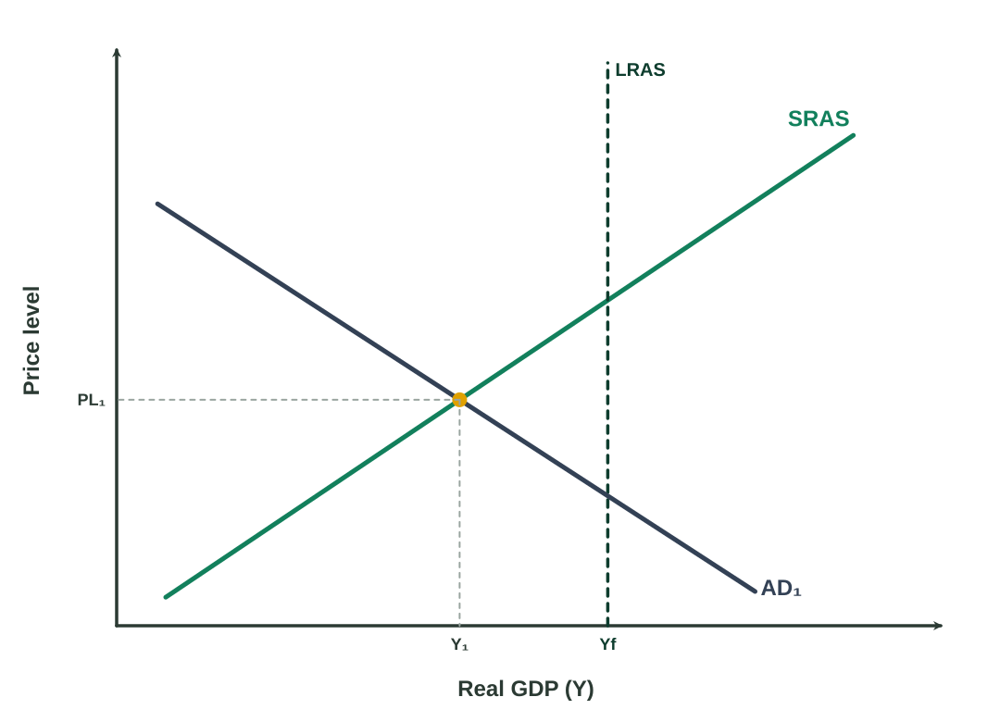 LRAS
SRAS
Price level
PL₁
AD₁
Y₁
Yf
Real GDP (Y)